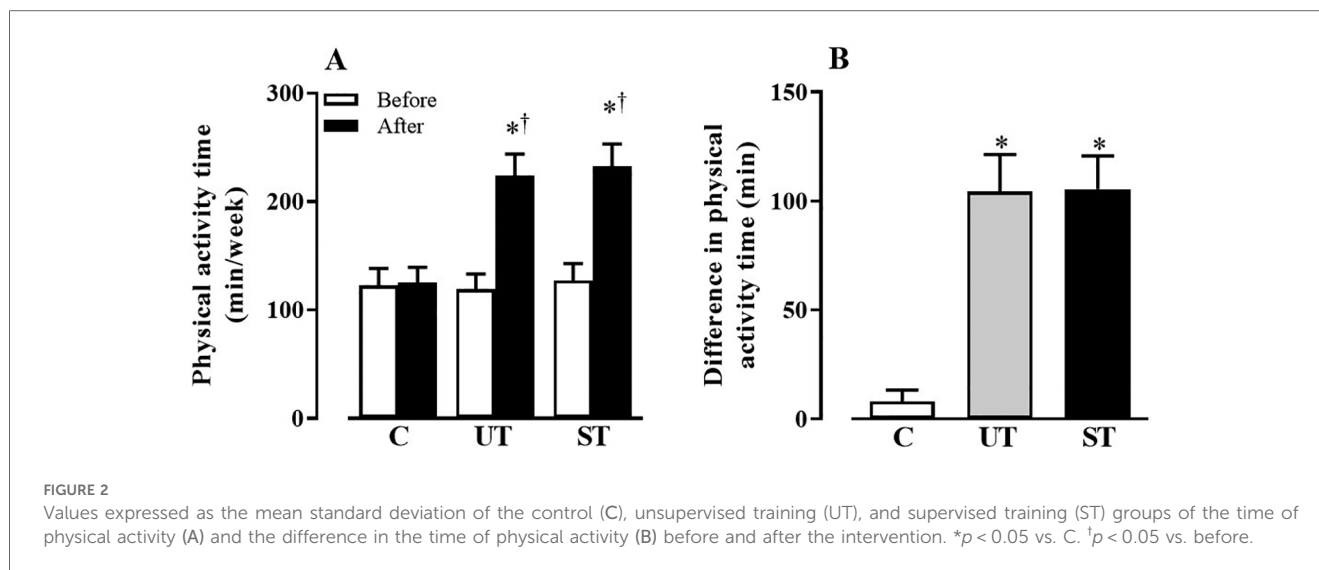 A
Physical activity time
(min/week)
300
200
100
0
Before
After
*†
*†
C UT ST
B
Difference in physical
activity time (min)
150
100
50
0
*
*
C UT ST
FIGURE 2
Values expressed as the mean standard deviation of the control (C), unsupervised training (UT), and supervised training (ST) groups of the time of
physical activity (A) and the difference in the time of physical activity (B) before and after the intervention. *p < 0.05 vs. C. †p < 0.05 vs. before.